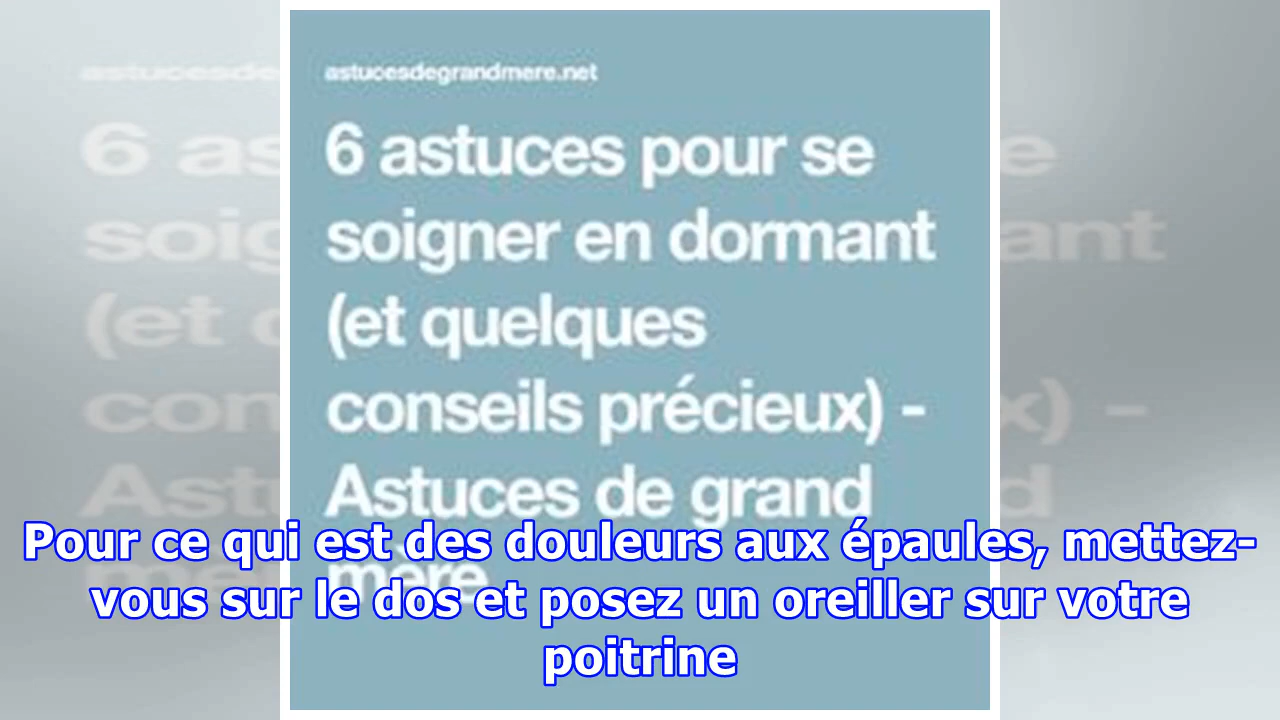 astucesdegrandmere.net
6 astuces pour se
soigner en dormant
(et quelques
conseils précieux) -
Astuces de grand
mère
Pour ce qui est des douleurs aux épaules, mettez-
vous sur le dos et posez un oreiller sur votre
poitrine